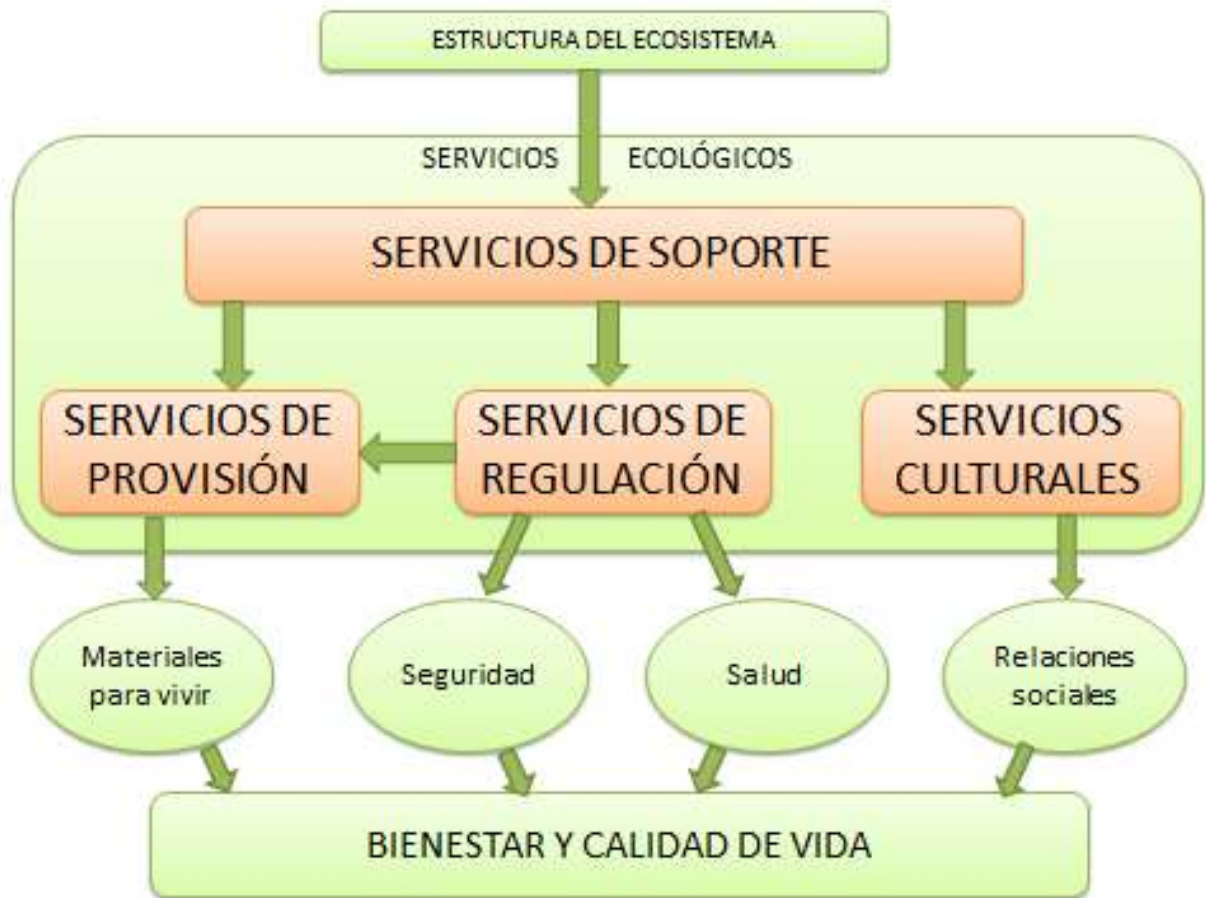 ESTRUCTURA DEL ECOSISTEMA
SERVICIOS ECOLÓGICOS
SERVICIOS DE SOPORTE
SERVICIOS DE
PROVISIÓN
SERVICIOS DE
REGULACIÓN
SERVICIOS
CULTURALES
Materiales
para vivir
Seguridad
Salud
Relaciones
sociales
BIENESTAR Y CALIDAD DE VIDA